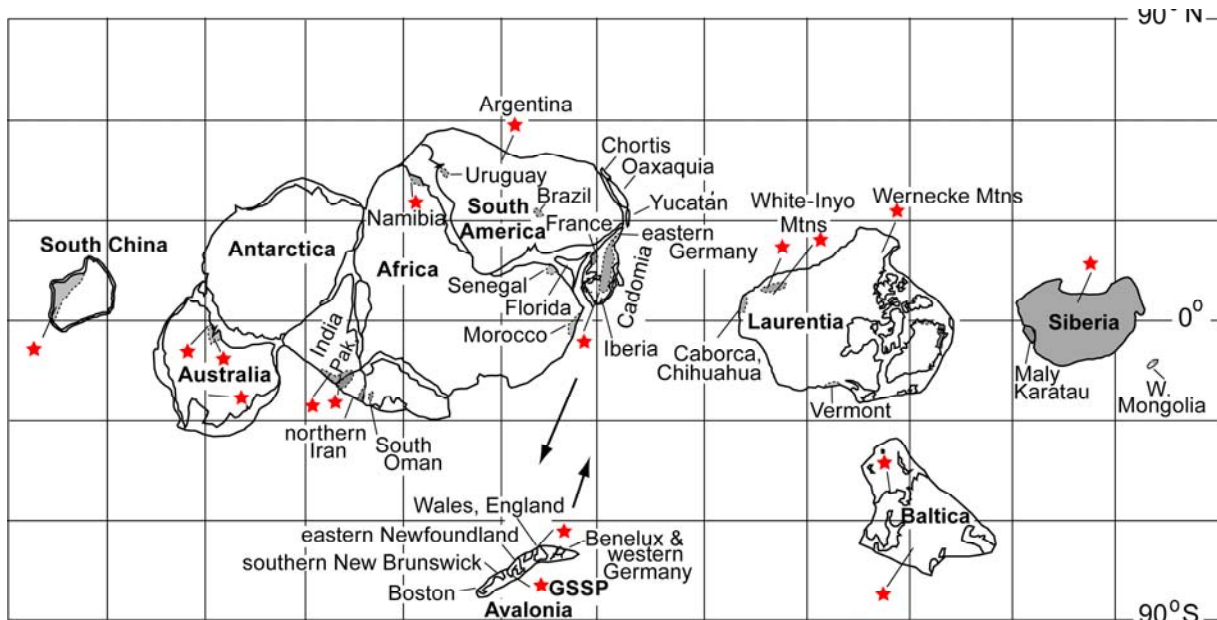 90° N
Argentina
Chortis
Oaxaquia
Uruguay
Brazil
Yucatán
White-Inyo
Mtns
Wernecke Mtns
Namibia
South
America
France
eastern
Germany
South China
Antarctica
Africa
Senegal
Florida
Cadomia
Morocco
Iberia
India
Pak
Australia
Laurentia
Caborca,
Chihuahua
Vermont
Siberia
0°
Maly
Karatau
W.
Mongolia
northern
Iran
South
Oman
Wales, England
eastern Newfoundland
southern New Brunswick
Boston
Benelux &
western
Germany
GSSP
Avalonia
Baltica
90°S